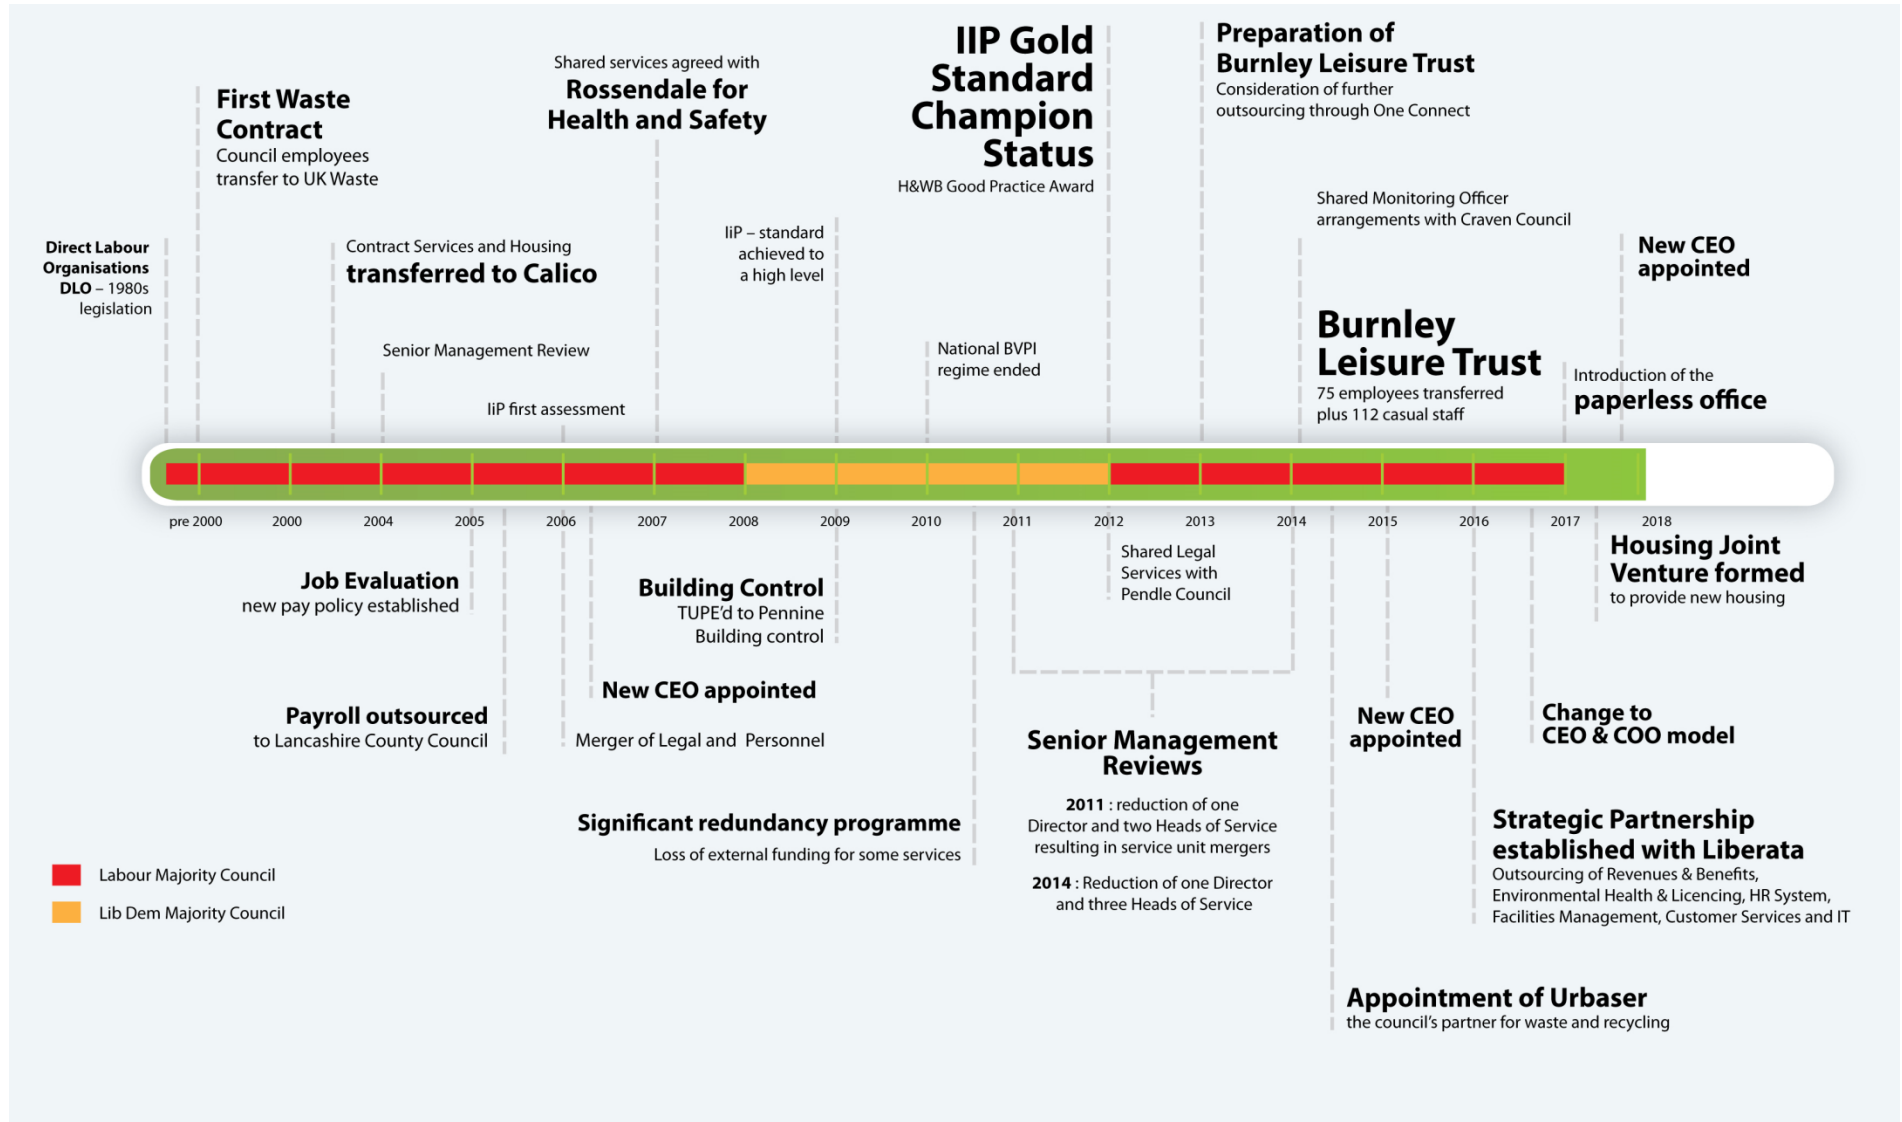 First Waste
Contract
Council employees
transfer to UK Waste
Shared services agreed with
Rossendale for
Health and Safety
IIP Gold
Standard
Champion
Status
H&WB Good Practice Award
Preparation of
Burnley Leisure Trust
Consideration of further
outsourcing through One Connect
Direct Labour
Organisations
DLO – 1980s
legislation
Contract Services and Housing
transferred to Calico
Senior Management Review
IiP first assessment
IiP – standard
achieved to
a high level
National BVPI
regime ended
Shared Monitoring Officer
arrangements with Craven Council
Burnley
Leisure Trust
75 employees transferred
plus 112 casual staff
New CEO
appointed
Introduction of the
paperless office
pre 2000 2000 2004 2005 2006 2007 2008 2009 2010 2011 2012 2013 2014 2015 2016 2017 2018
Job Evaluation
new pay policy established
Payroll outsourced
to Lancashire County Council
Building Control
TUPE’d to Pennine
Building control
New CEO appointed
Merger of Legal and Personnel
Significant redundancy programme
Loss of external funding for some services
Shared Legal
Services with
Pendle Council
Senior Management
Reviews
2011 : reduction of one
Director and two Heads of Service
resulting in service unit mergers
2014 : Reduction of one Director
and three Heads of Service
New CEO
appointed
Housing Joint
Venture formed
to provide new housing
Change to
CEO & COO model
Strategic Partnership
established with Liberata
Outsourcing of Revenues & Benefits,
Environmental Health & Licencing, HR System,
Facilities Management, Customer Services and IT
Appointment of Urbaser
the council’s partner for waste and recycling
Labour Majority Council
Lib Dem Majority Council